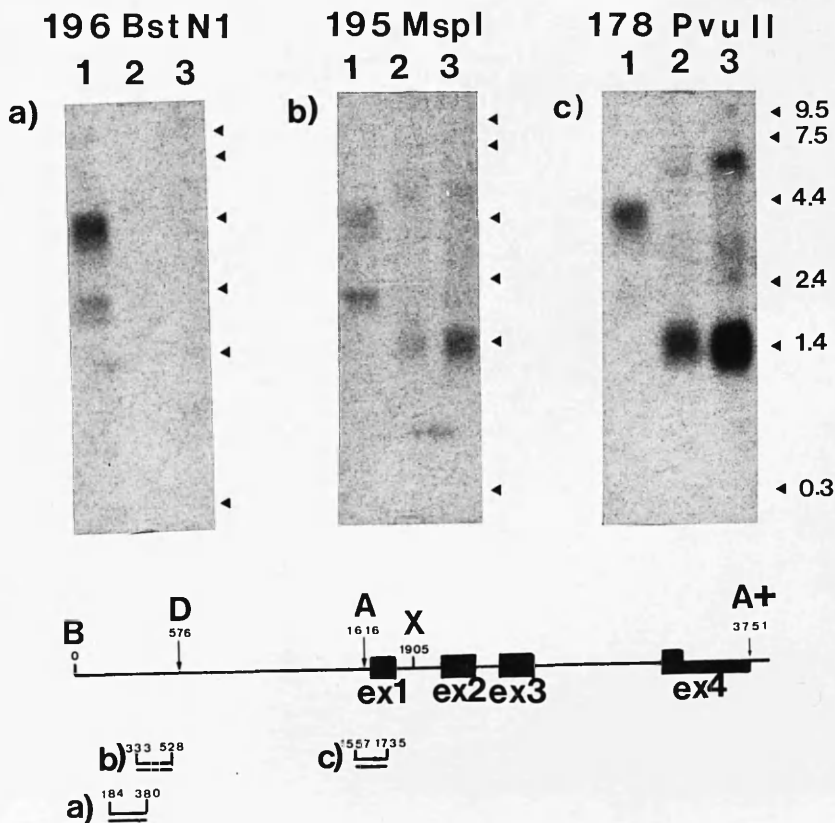 196 BstN1 195 MspI 178 PvuII
1 2 3 1 2 3 1 2 3
a) b) c)
9.5
7.5
4.4
2.4
1.4
0.3
B D A X A+
0 576 1616 1905 3751
ex1 ex2 ex3 ex4
b) 333 528 c) 1557 1735
a) 184 380